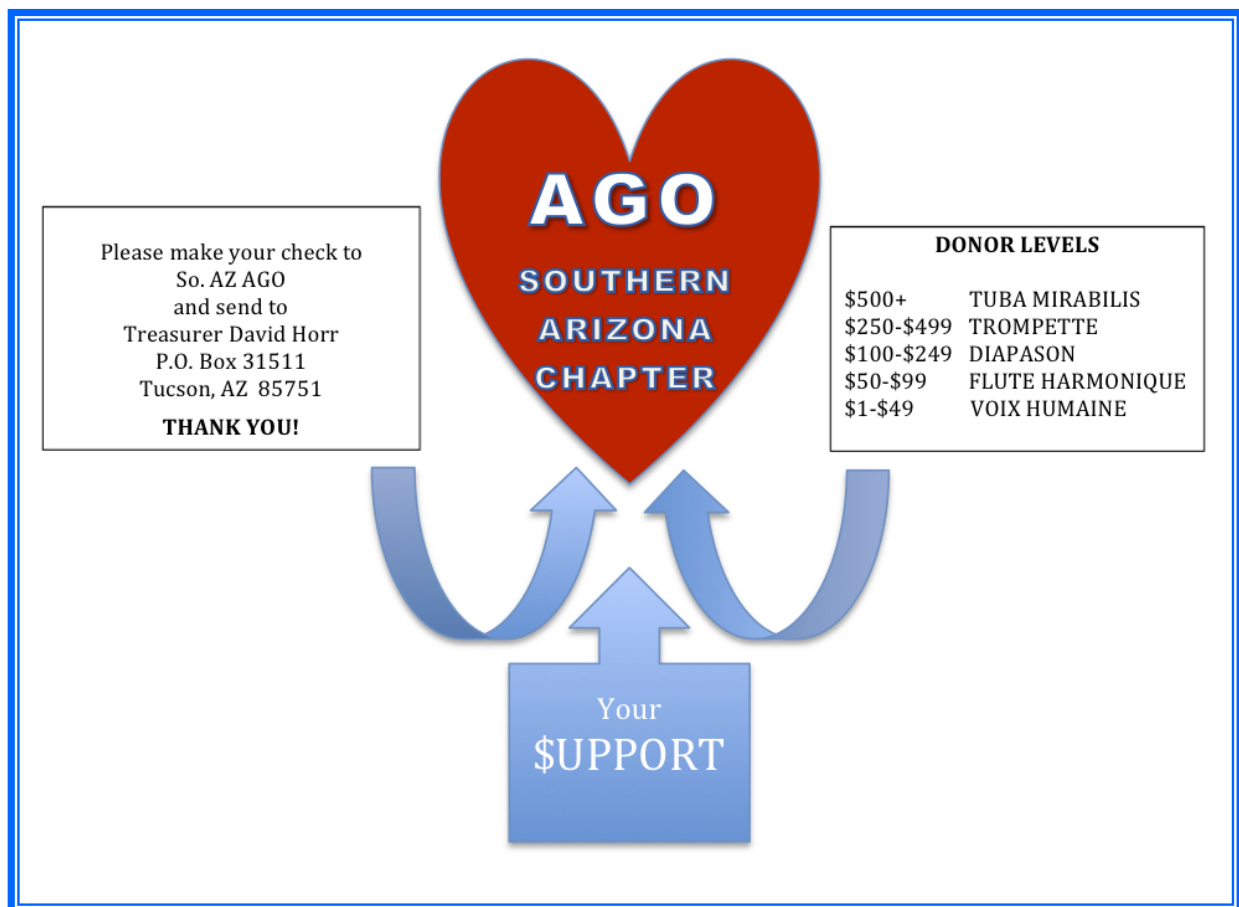 AGO
SOUTHERN
ARIZONA
CHAPTER
Please make your check to
So. AZ AGO
and send to
Treasurer David Horr
P.O. Box 31511
Tucson, AZ 85751
THANK YOU!
DONOR LEVELS
$500+ TUBA MIRABILIS
$250-$499 TROMPETTE
$100-$249 DIAPASON
$50-$99 FLUTE HARMONIQUE
$1-$49 VOIX HUMAINE
Your
$UPPORT